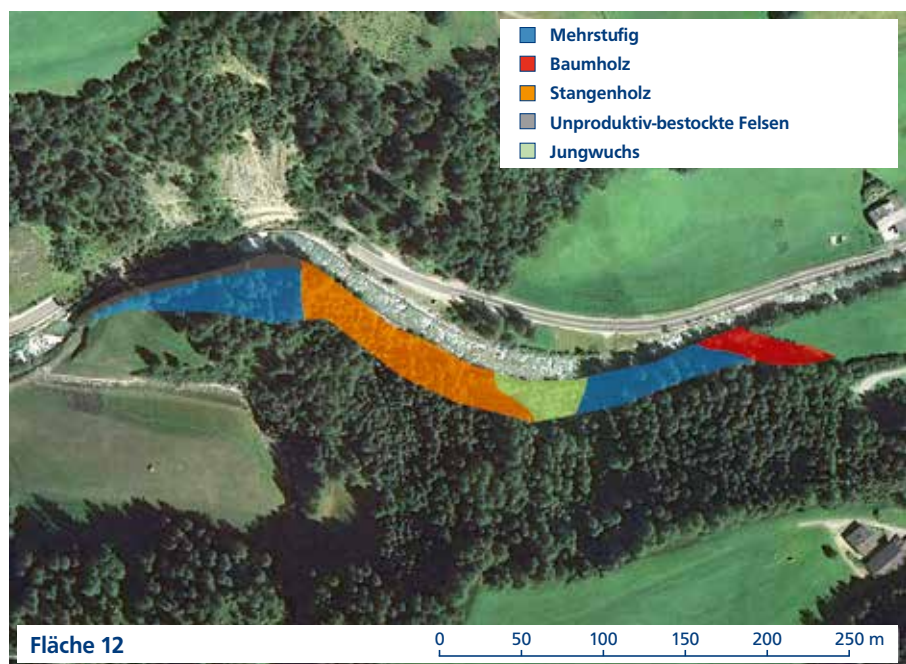 Mehrstufig
Baumholz
Stangenholz
Unproduktiv-bestockte Felsen
Jungwuchs
Fläche 12
0 50 100 150 200 250 m